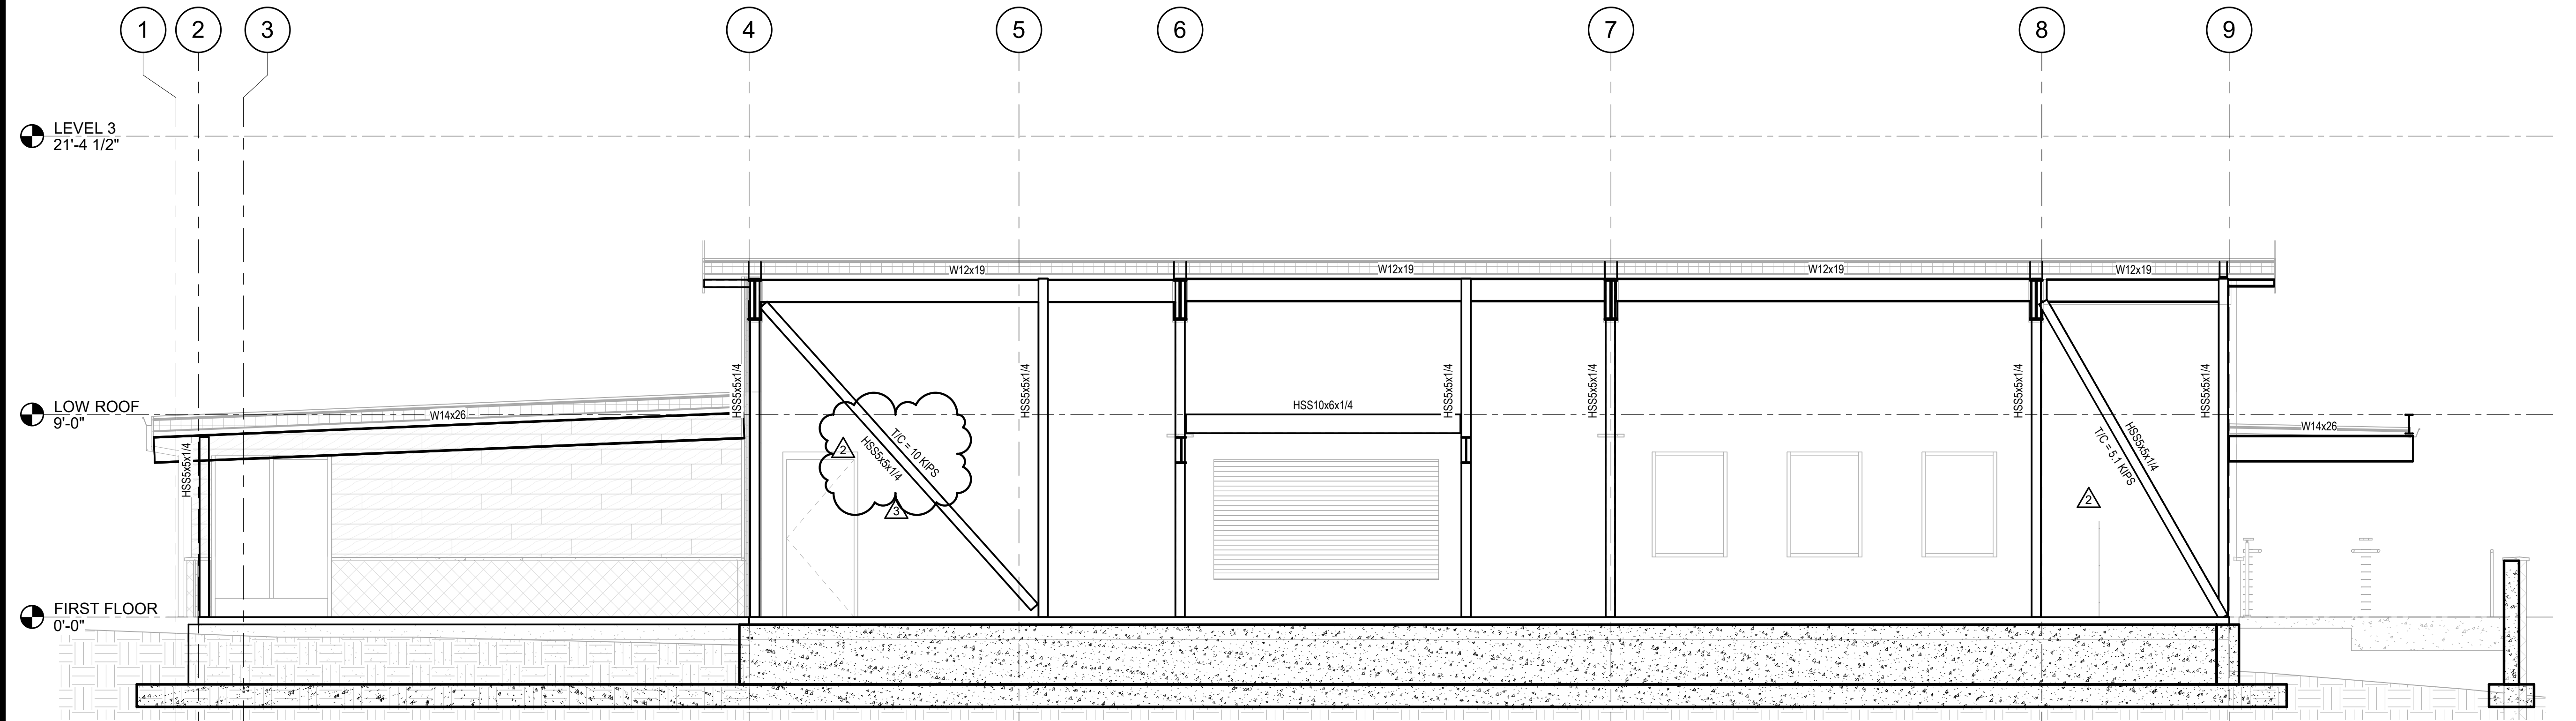 1
2
3
4
5
6
7
8
9
LEVEL 3
21'-4 1/2"
W12x19
W12x19
W12x19
W12x19
LOW ROOF
9'-0"
W14x26
HSS5x5x1/4
HSS5x5x1/4
HSS5x5x1/4
HSS10x6x1/4
HSS5x5x1/4
HSS5x5x1/4
HSS5x5x1/4
HSS5x5x1/4
W14x26
T/C = 10 KIPS
HSS5x5x1/4
2
3
HSS5x5x1/4
T/C = 5.1 KIPS
2
FIRST FLOOR
0'-0"